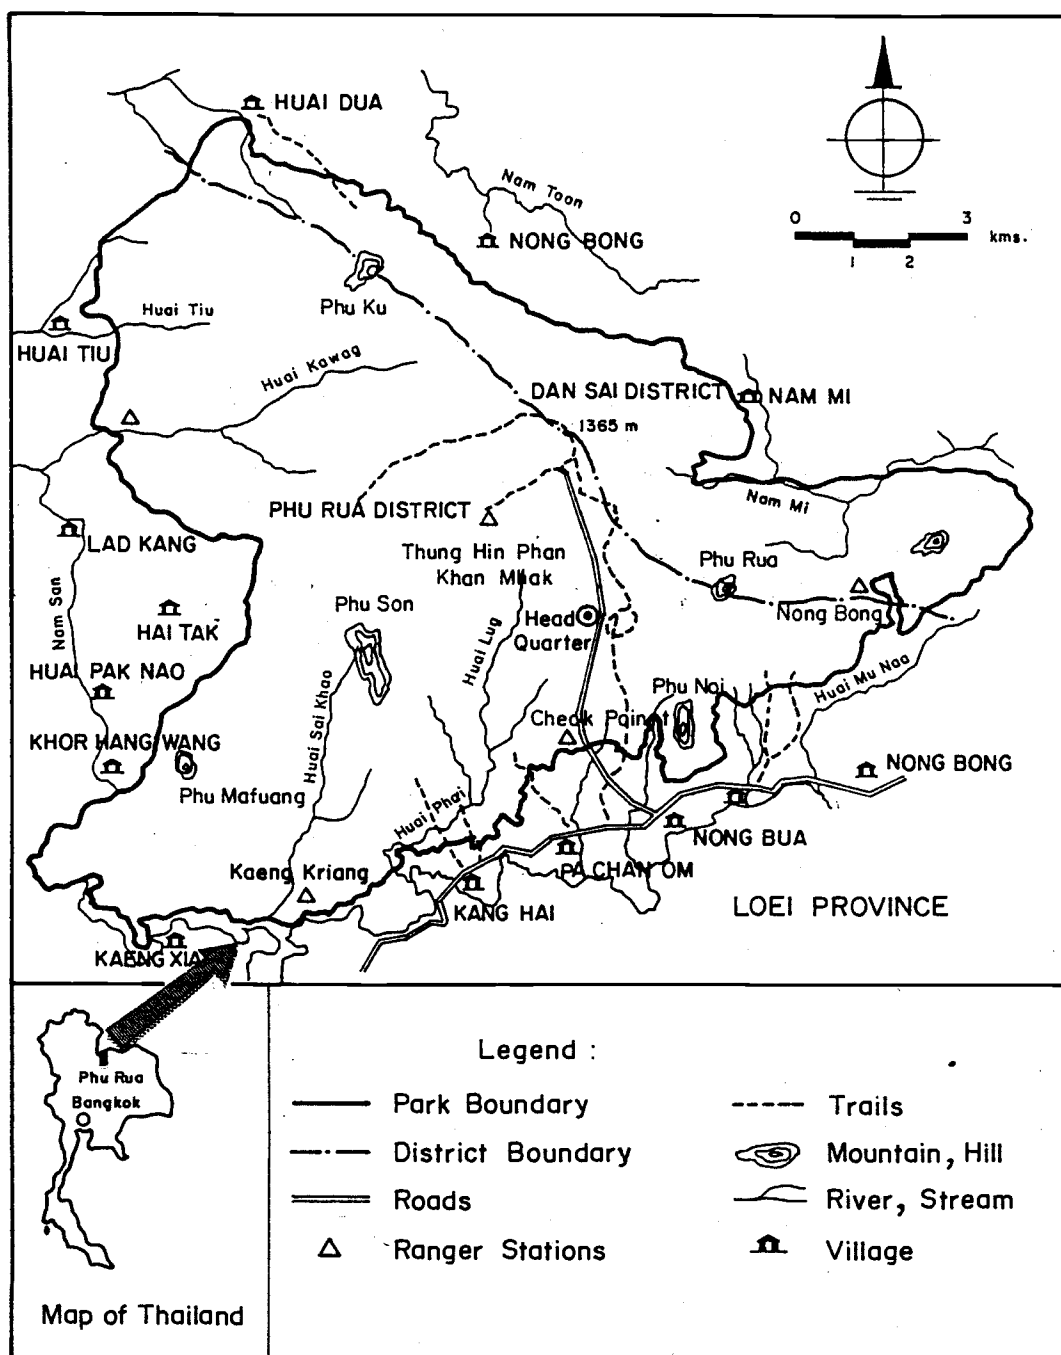 HUAI DUA
Nam Toon
NONG BONG
0 3
kms.
1 2
Phu Ku
Huai Tiu
HUAI TIU
Huai Kawag
DAN SAI DISTRICT
NAM MI
1365 m
PHU RUA DISTRICT
Nam Mi
LAD KANG
Thung Hin Phan
Khan Mhak
Phu Rua
Nam San
Phu Son
HAI TAK
Head
Quarter
Nong Bong
Huai Lug
HUAI PAK NAO
Phu Noi
Huai Mu Naa
Huai Sai Khao
Cheak Painot
KHOR HANG WANG
NONG BONG
Phu Mafuang
Huai Phai
NONG BUA
Kaeng Kriang
PA CHAN OM
KANG HAI
LOEI PROVINCE
KAENG XIA
Phu Rua
Bangkok
Map of Thailand
Legend :
Park Boundary
District Boundary
Roads
Ranger Stations
Trails
Mountain, Hill
River, Stream
Village